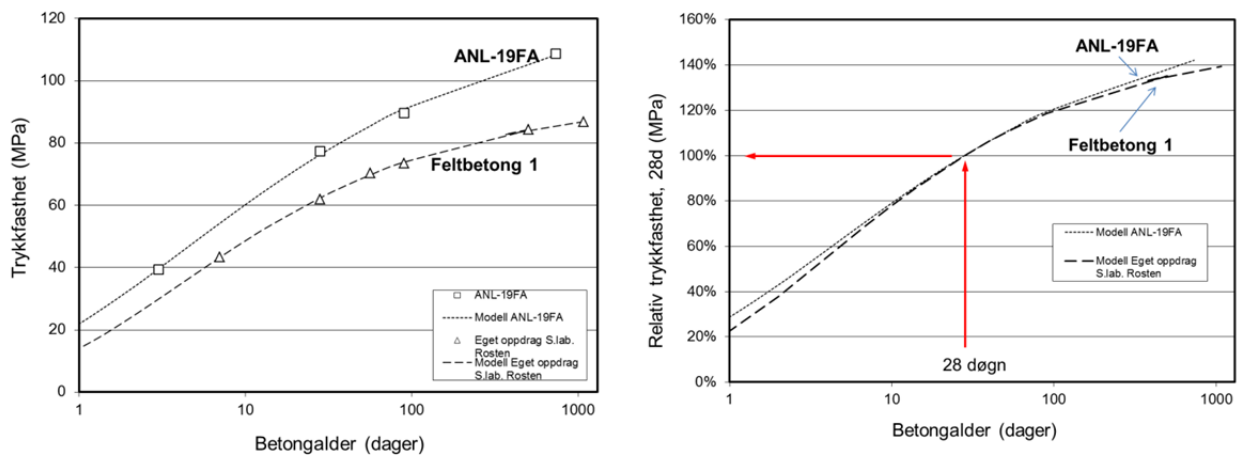 120
100
80
60
40
20
0
Trykkfasthet (MPa)
ANL-19FA
Feltbetong 1
ANL-19FA
Modell ANL-19FA
Eget oppdrag S.lab.
Rosten
Modell Eget oppdrag
S.lab. Rosten
1
10
100
1000
Betongalder (dager)
160%
140%
120%
100%
80%
60%
40%
20%
0%
Relativ trykkfasthet, 28d (MPa)
ANL-19FA
Feltbetong 1
Modell ANL-19FA
Modell Eget oppdrag
S.lab. Rosten
28 døgn
1
10
100
1000
Betongalder (dager)